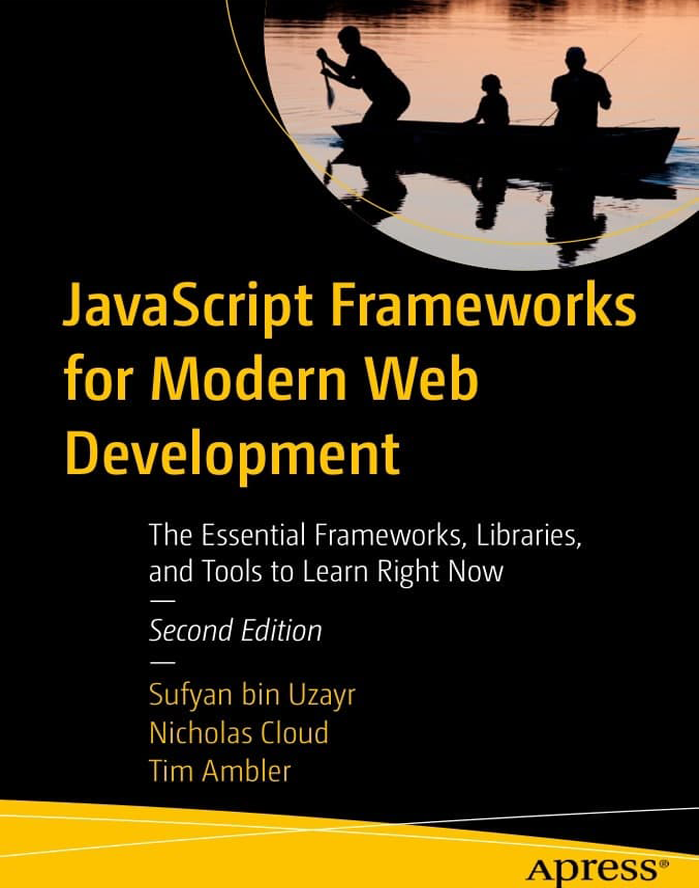 JavaScript Frameworks
for Modern Web
Development
The Essential Frameworks, Libraries,
and Tools to Learn Right Now
—
Second Edition
—
Sufyan bin Uzayr
Nicholas Cloud
Tim Ambler
Apress®